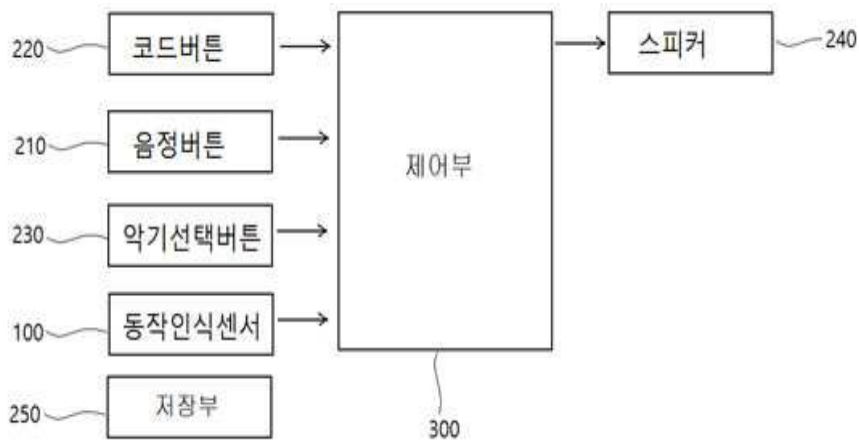 220
코드버튼
스피커
240
210
음정버튼
제어부
230
악기선택버튼
100
동작인식센서
250
저장부
300